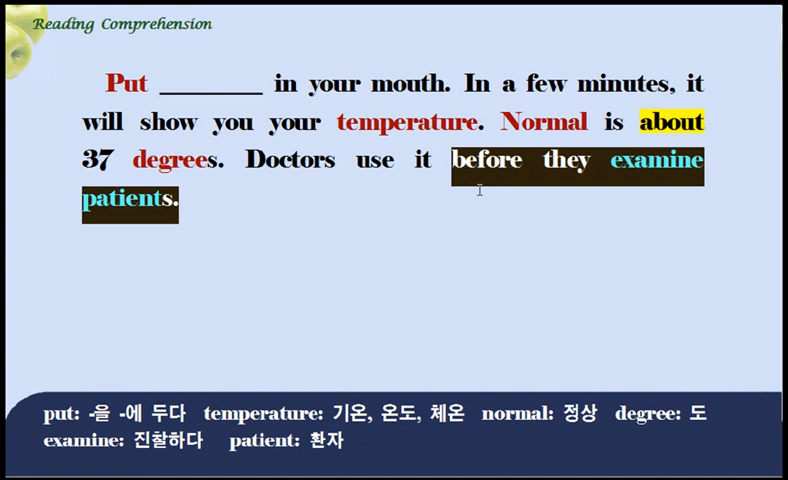 Reading Comprehension
Put ________ in your mouth. In a few minutes, it
will show you your temperature. Normal is about
37 degrees. Doctors use it before they examine
patients.
put: -을 -에 두다 temperature: 기온, 온도, 체온 normal: 정상 degree: 도
examine: 진찰하다 patient: 환자